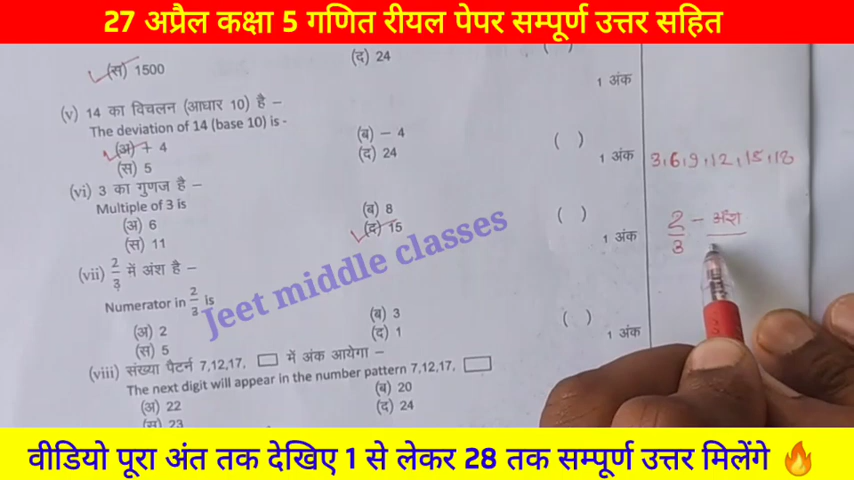 27 अप्रैल कक्षा 5 गणित रीयल पेपर सम्पूर्ण उत्तर सहित
(स) 1500
(द) 24
( )
1 अंक
(v) 14 का विचलन (आधार 10) है –
The deviation of 14 (base 10) is -
(अ) + 4
(ब) – 4
( )
(स) 5
(द) 24
1 अंक
3,6,9,12,15,18
(vi) 3 का गुणज है –
Multiple of 3 is
(अ) 6
(ब) 8
( )
(स) 11
(द) 15
1 अंक
2/3 – अंश
(vii) 2/3 में अंश है –
Numerator in 2/3 is
(अ) 2
(ब) 3
( )
(स) 5
(द) 1
1 अंक
Jeet middle classes
(viii) संख्या पैटर्न 7,12,17, □ में अंक आयेगा –
The next digit will appear in the number pattern 7,12,17, □
(अ) 22
(ब) 20
(स) 23
(द) 24
वीडियो पूरा अंत तक देखिए 1 से लेकर 28 तक सम्पूर्ण उत्तर मिलेंगे 🔥